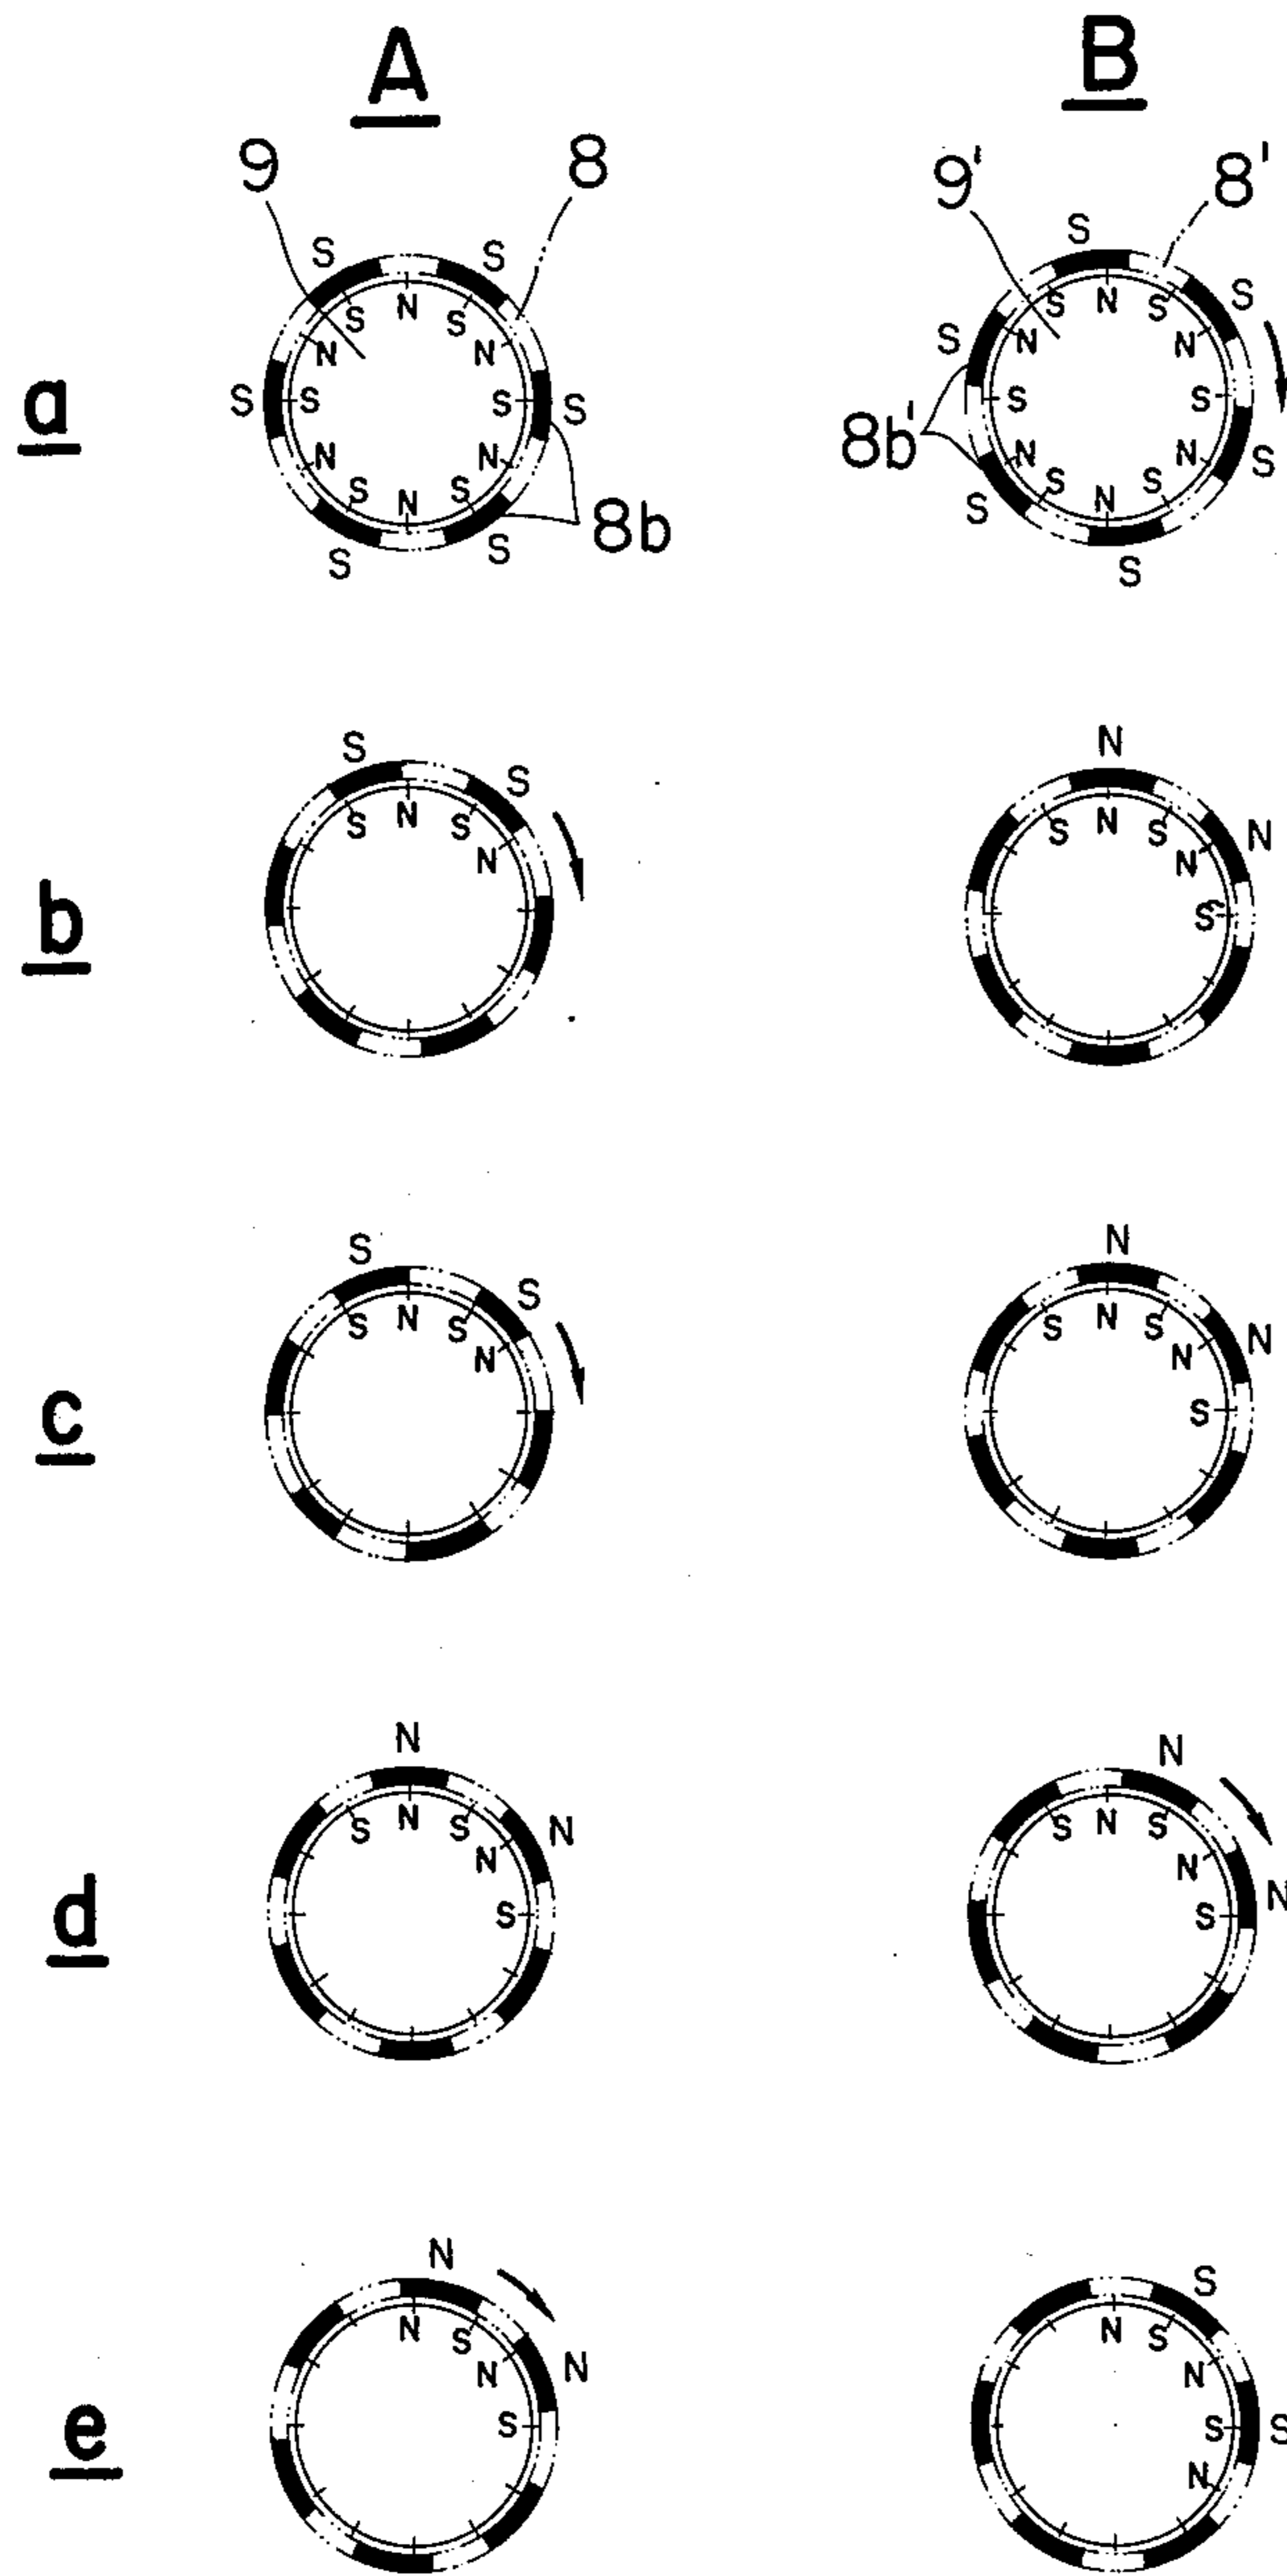 A B
9 8 9' 8'
S S S S
S N S S N S
N N N N
S S S S S S S S
N N N N
S N S S N S
8b 8b'
S S S S
a
S S N
S N S N S N S N N
S
b
S S N
S N S N S N S N N
S
c
N N
S N S N N S N S N N
S S
d
N S
N S N N N S N
S S S
N
e